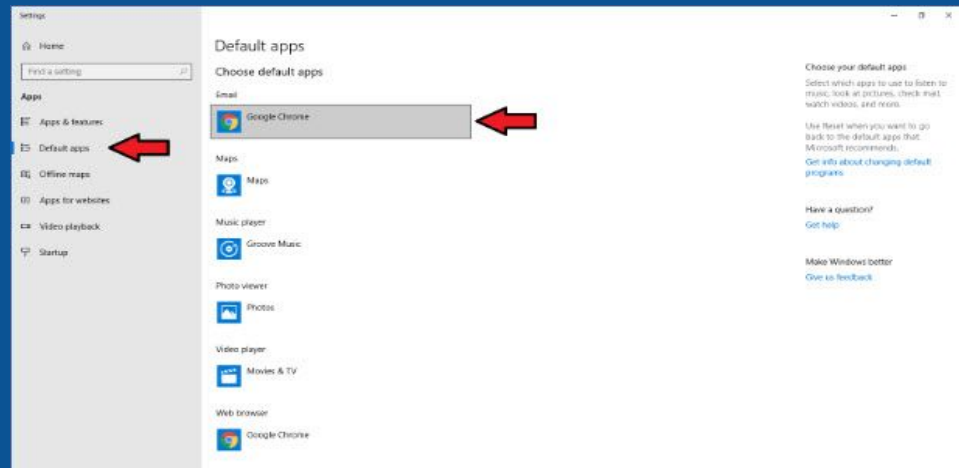 Settings
Home
Find a setting
Apps
Apps & features
Default apps
Offline maps
Apps for websites
Video playback
Startup
Default apps
Choose default apps
Email
Google Chrome
Maps
Maps
Music player
Groove Music
Photo viewer
Photos
Video player
Movies & TV
Web browser
Google Chrome
Choose your default apps
Select which apps to use to listen to
music, look at pictures, check mail,
watch videos, and more.
Use Reset when you want to go
back to the default apps that
Microsoft recommends.
Get info about changing default
programs
Have a question?
Get help
Make Windows better
Give us feedback